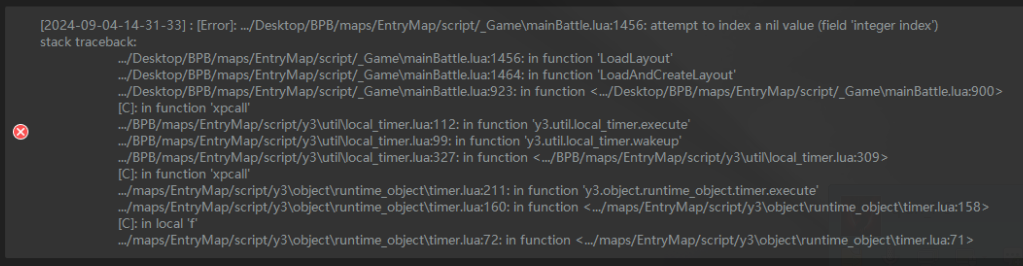 [2024-09-04-14-31-33] : [Error]: .../Desktop/BPB/maps/EntryMap/script/_Game\mainBattle.lua:1456: attempt to index a nil value (field 'integer index')
stack traceback:
.../Desktop/BPB/maps/EntryMap/script/_Game\mainBattle.lua:1456: in function 'LoadLayout'
.../Desktop/BPB/maps/EntryMap/script/_Game\mainBattle.lua:1464: in function 'LoadAndCreateLayout'
.../Desktop/BPB/maps/EntryMap/script/_Game\mainBattle.lua:923: in function <.../Desktop/BPB/maps/EntryMap/script/_Game\mainBattle.lua:900>
[C]: in function 'xpcall'
.../BPB/maps/EntryMap/script/y3\util\local_timer.lua:112: in function 'y3.util.local_timer.execute'
.../BPB/maps/EntryMap/script/y3\util\local_timer.lua:99: in function 'y3.util.local_timer.wakeup'
.../BPB/maps/EntryMap/script/y3\util\local_timer.lua:327: in function <.../BPB/maps/EntryMap/script/y3\util\local_timer.lua:309>
[C]: in function 'xpcall'
.../maps/EntryMap/script/y3\object\runtime_object\timer.lua:211: in function 'y3.object.runtime_object.timer.execute'
.../maps/EntryMap/script/y3\object\runtime_object\timer.lua:160: in function <.../maps/EntryMap/script/y3\object\runtime_object\timer.lua:158>
[C]: in local 'f'
.../maps/EntryMap/script/y3\object\runtime_object\timer.lua:72: in function <.../maps/EntryMap/script/y3\object\runtime_object\timer.lua:71>